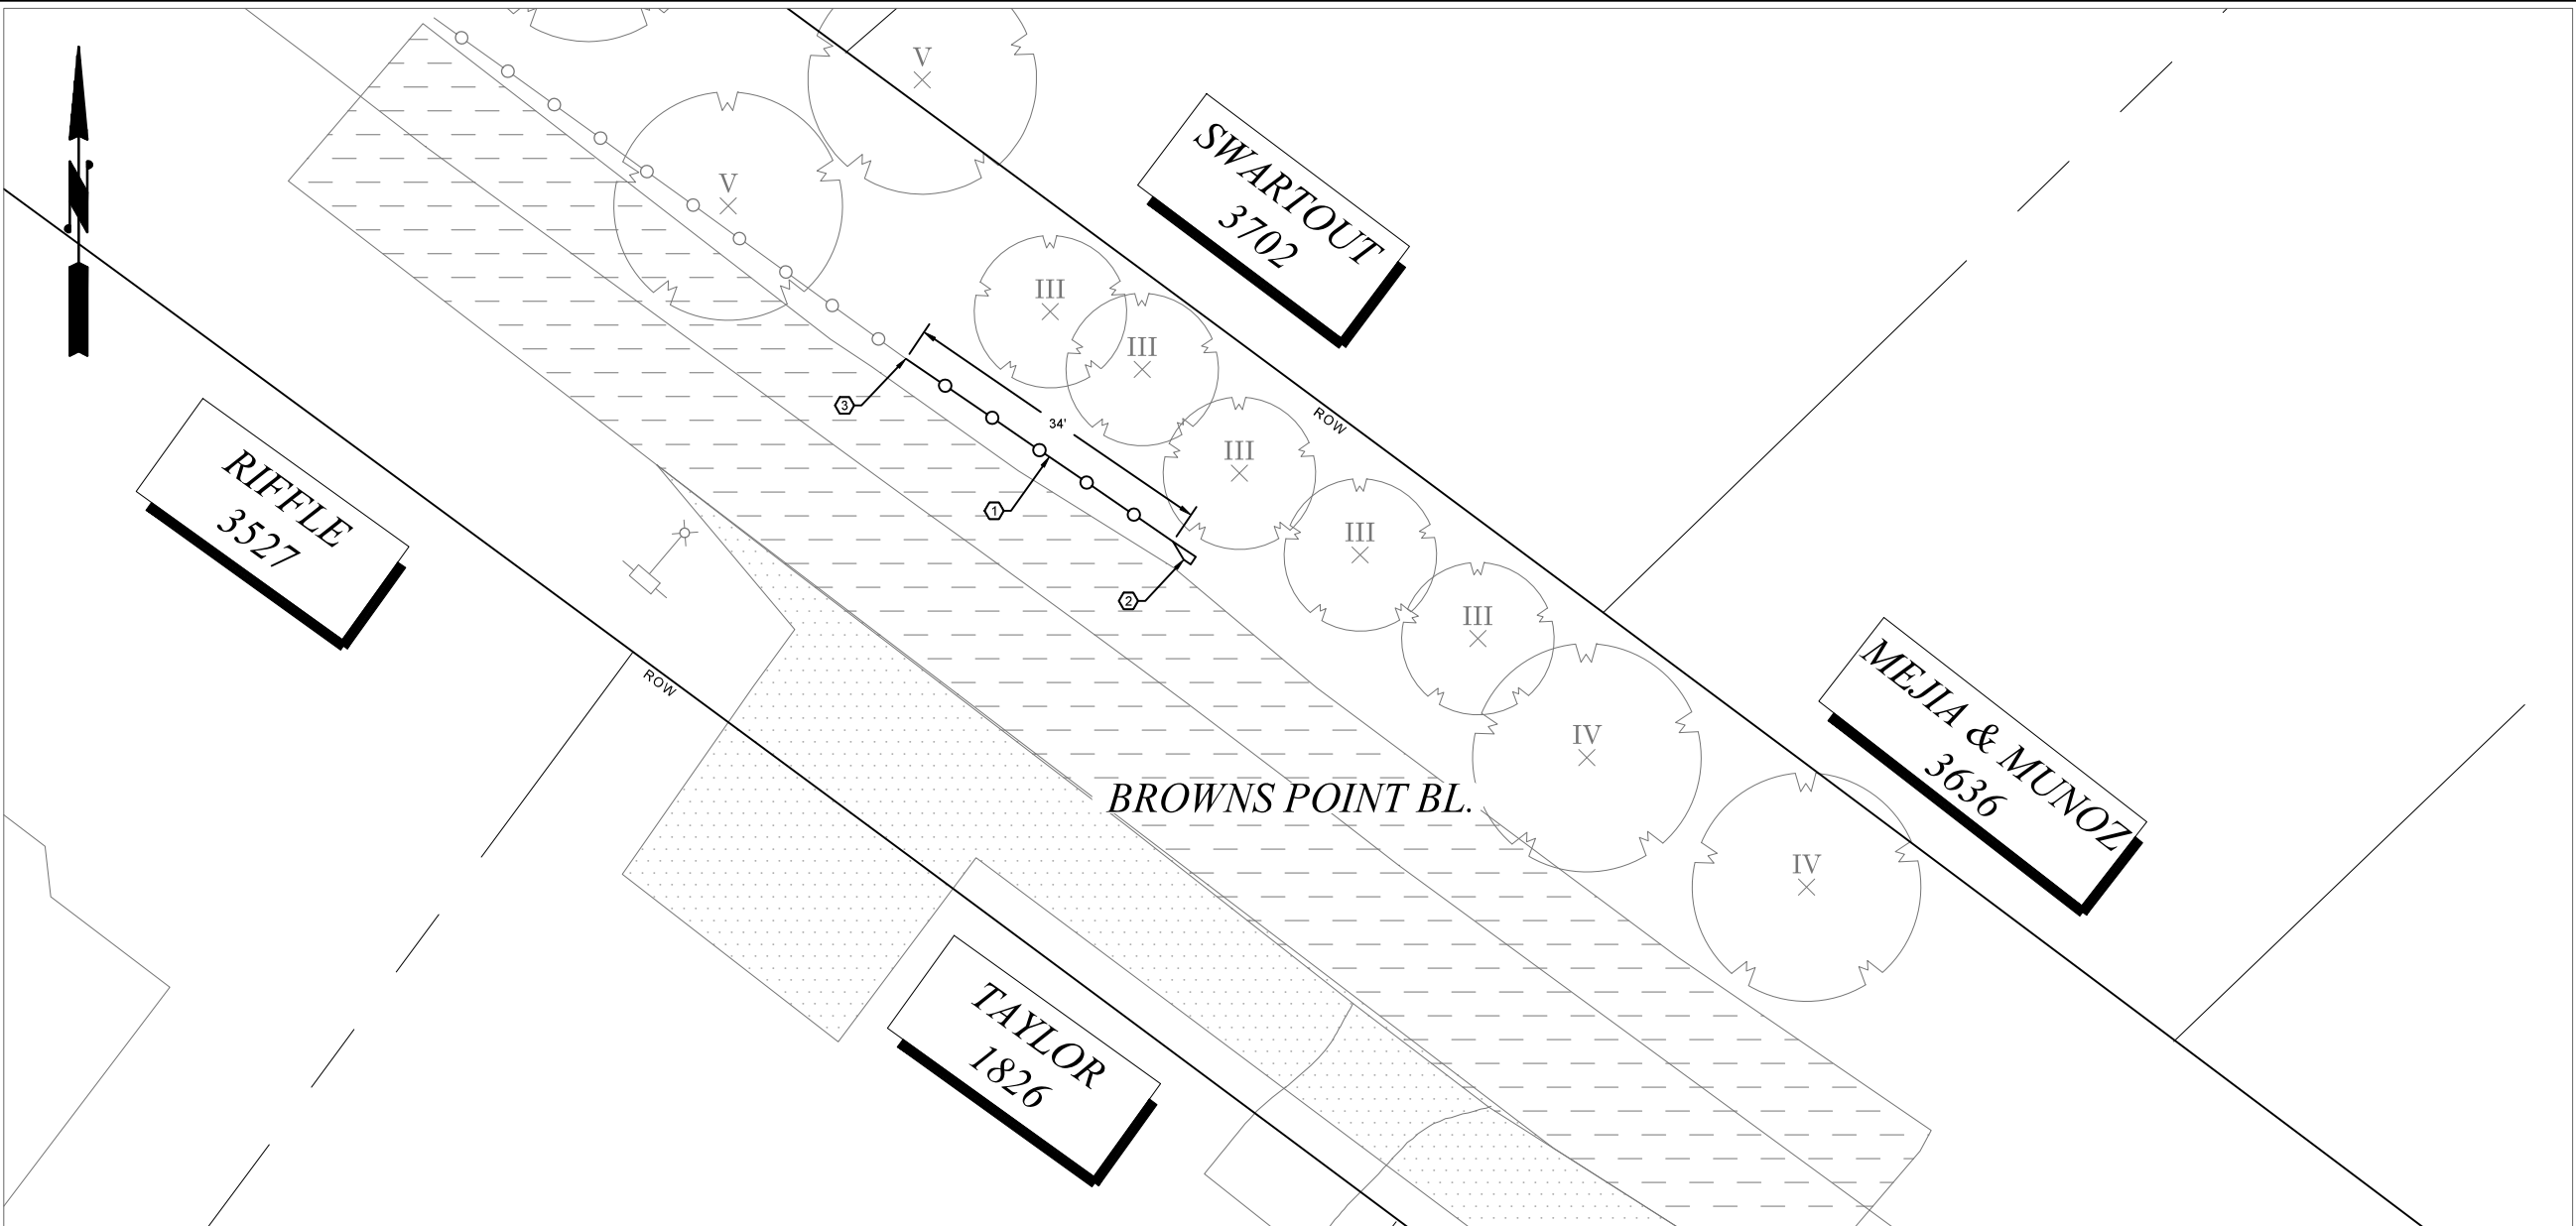 N
V
V
SWARTOUT
3702
III
III
III
III
III
IV
IV
ROW
34'
3
1
2
RIFFLE
3527
ROW
MEJIA & MUNOZ
3636
BROWNS POINT BL.
TAYLOR
1826